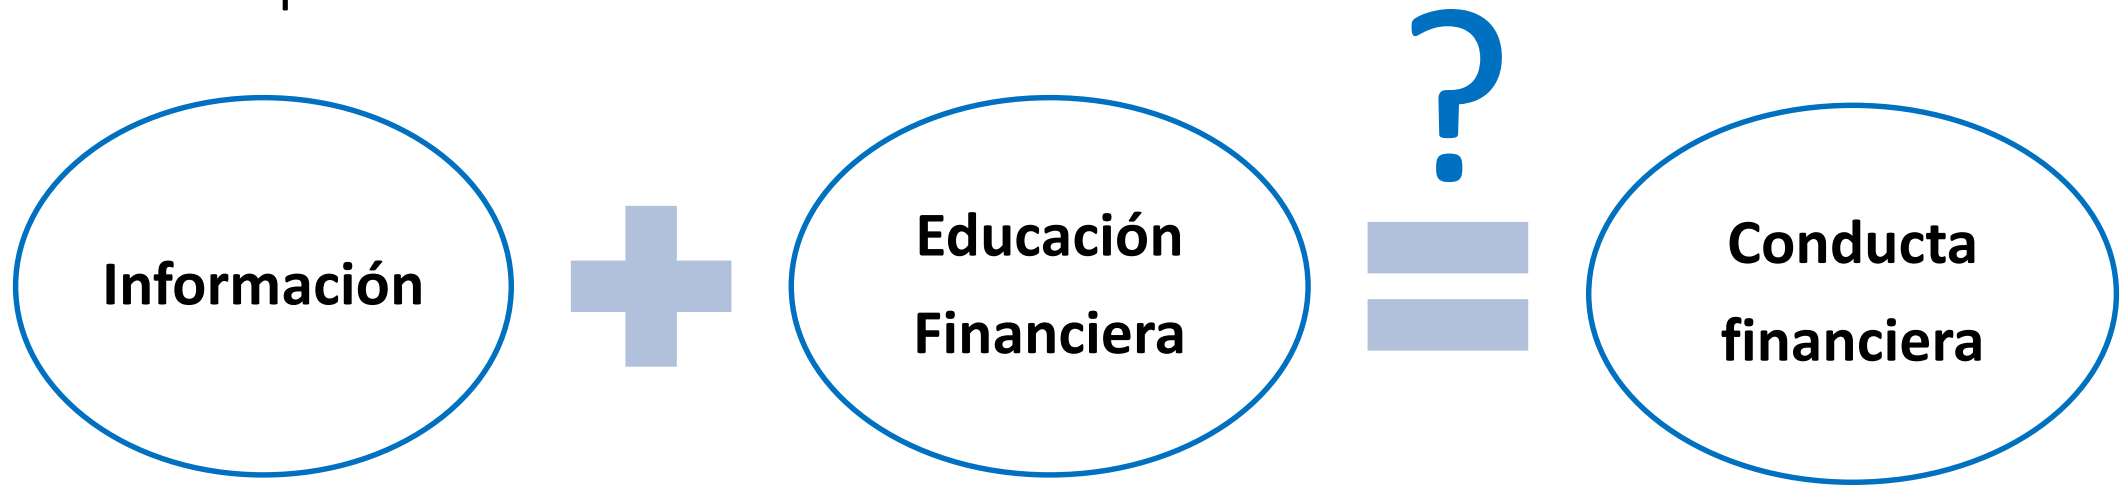 ?
Información
Educación
Financiera
Conducta
financiera